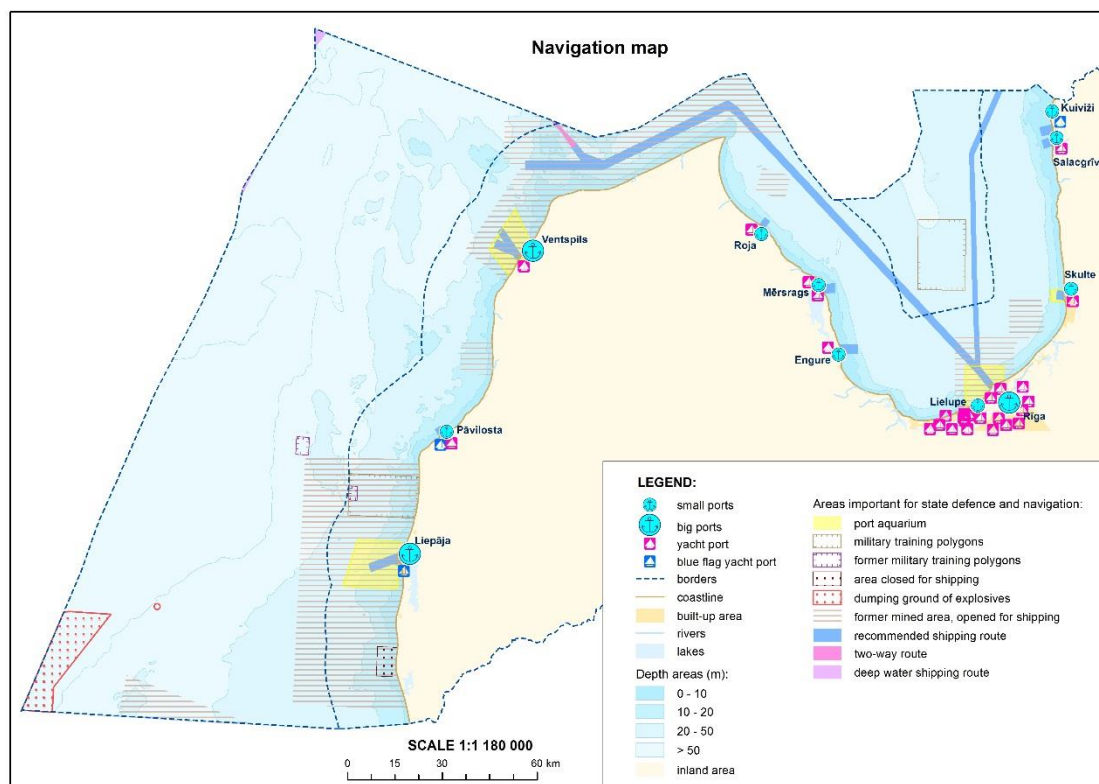 Navigation map
Kuiviži
Salacgrīv
Ventspils
Roja
Skulte
Mērsrags
Engure
Lielupe
Rīga
Pāvilosta
Liepāja
LEGEND:
small ports
big ports
yacht port
blue flag yacht port
borders
coastline
built-up area
rivers
lakes
Depth areas (m):
0 - 10
10 - 20
20 - 50
> 50
inland area
Areas important for state defence and navigation:
port aquarium
military training polygons
former military training polygons
area closed for shipping
dumping ground of explosives
former mined area, opened for shipping
recommended shipping route
two-way route
deep water shipping route
SCALE 1:1 180 000
0 15 30 60 km